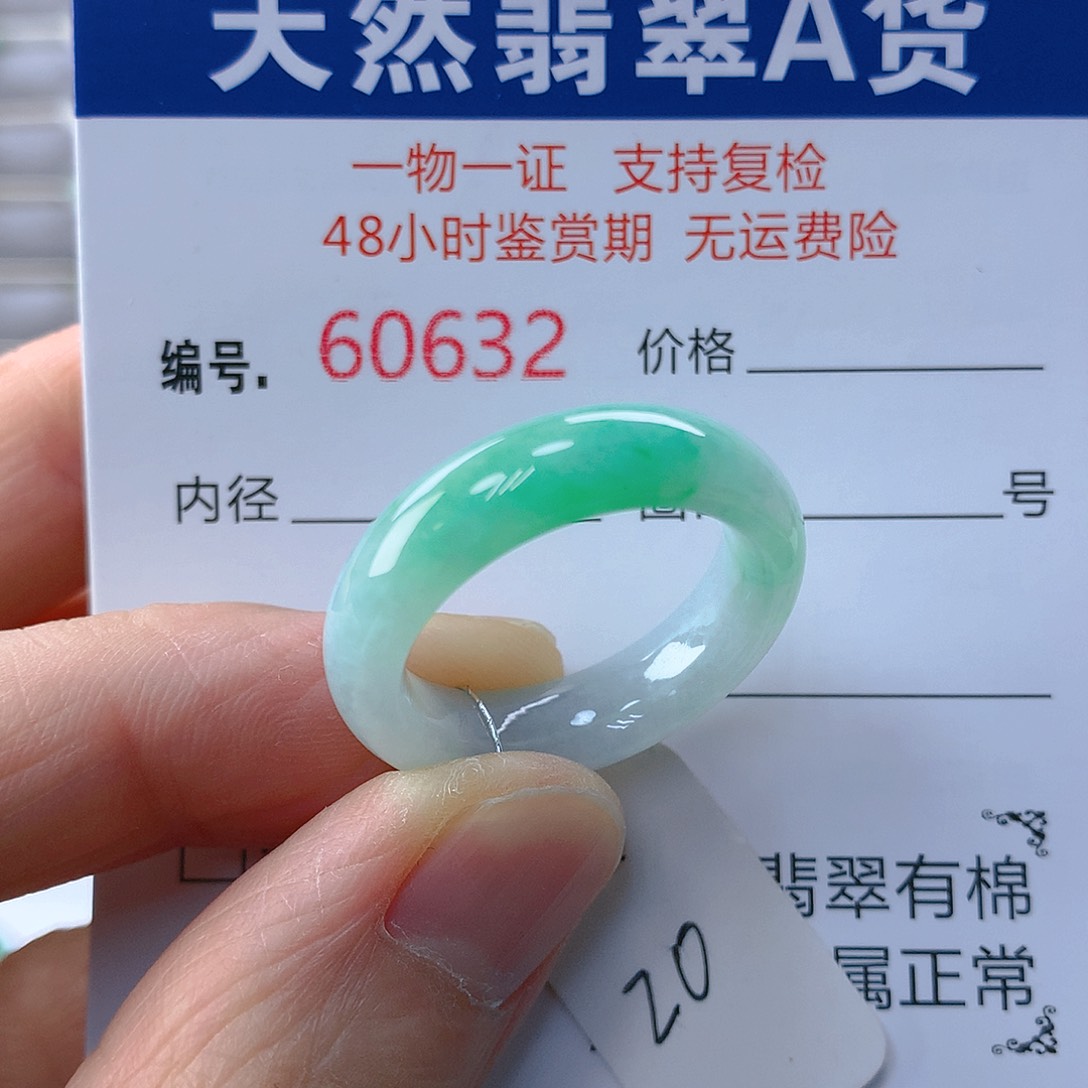 天然翡翠A货
一物一证 支持复检
48小时鉴赏期 无运费险
编号. 60632 价格
内径 号
翡翠有棉
属正常
20